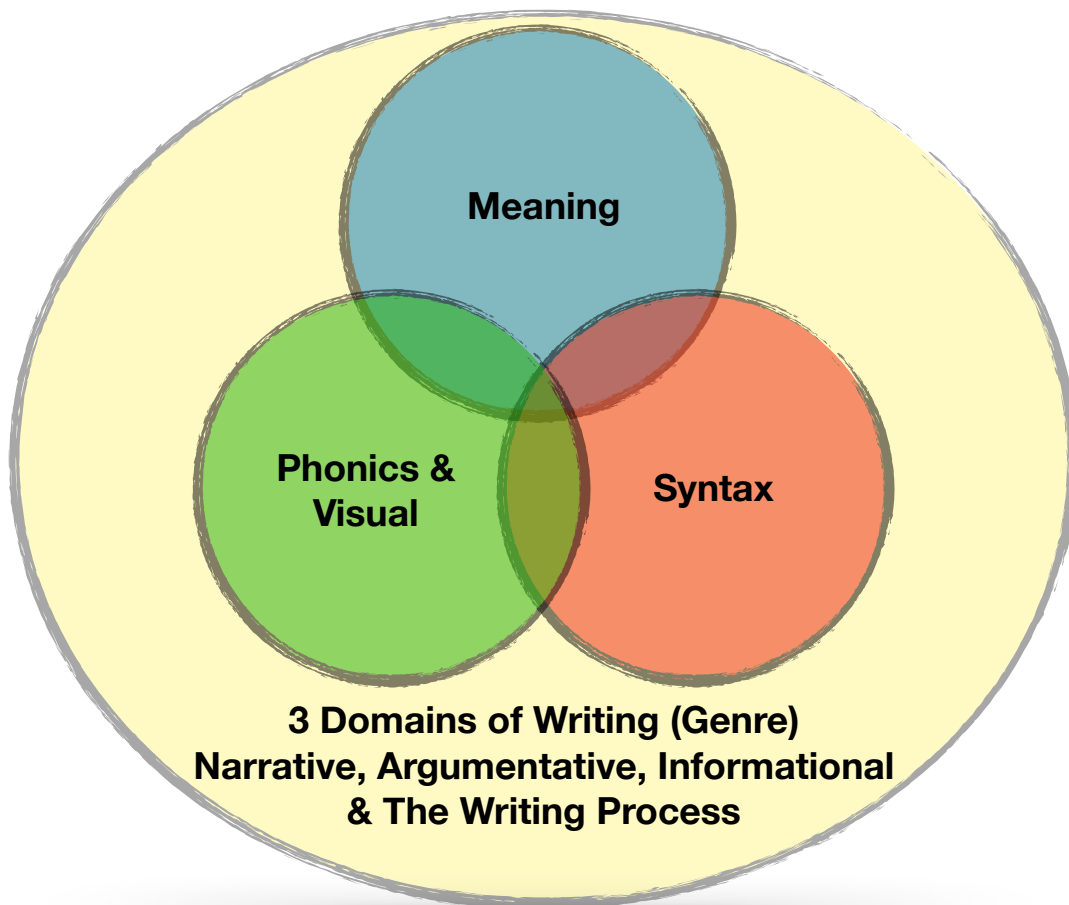 Meaning
Phonics &
Visual
Syntax
3 Domains of Writing (Genre)
Narrative, Argumentative, Informational
& The Writing Process